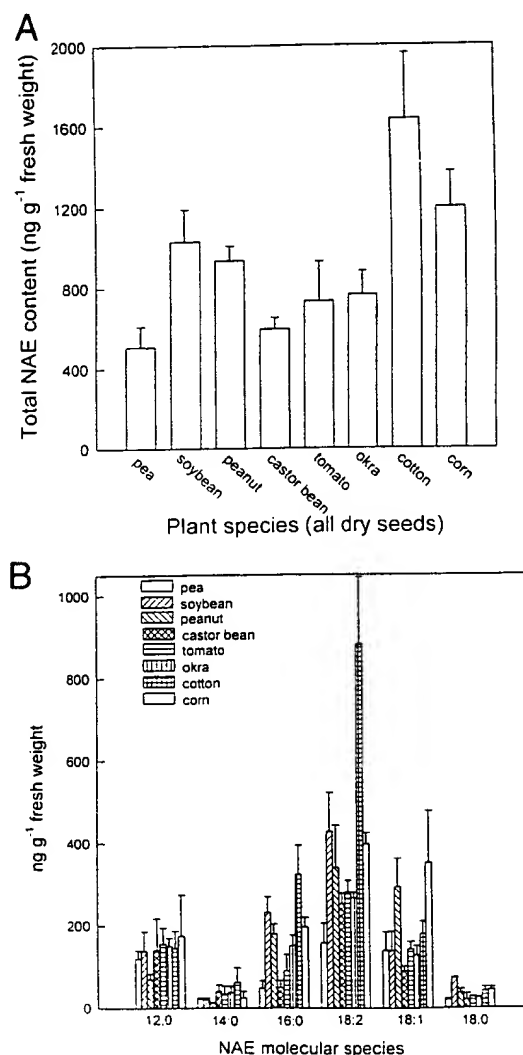 A
2000
1600
1200
800
400
0
Total NAE content (ng g⁻¹ fresh weight)
pea
soybean
peanut
castor bean
tomato
okra
cotton
corn
Plant species (all dry seeds)
B
1000
800
600
400
200
0
ng g⁻¹ fresh weight
pea
soybean
peanut
castor bean
tomato
okra
cotton
corn
12:0 14:0 16:0 18:2 18:1 18:0
NAE molecular species